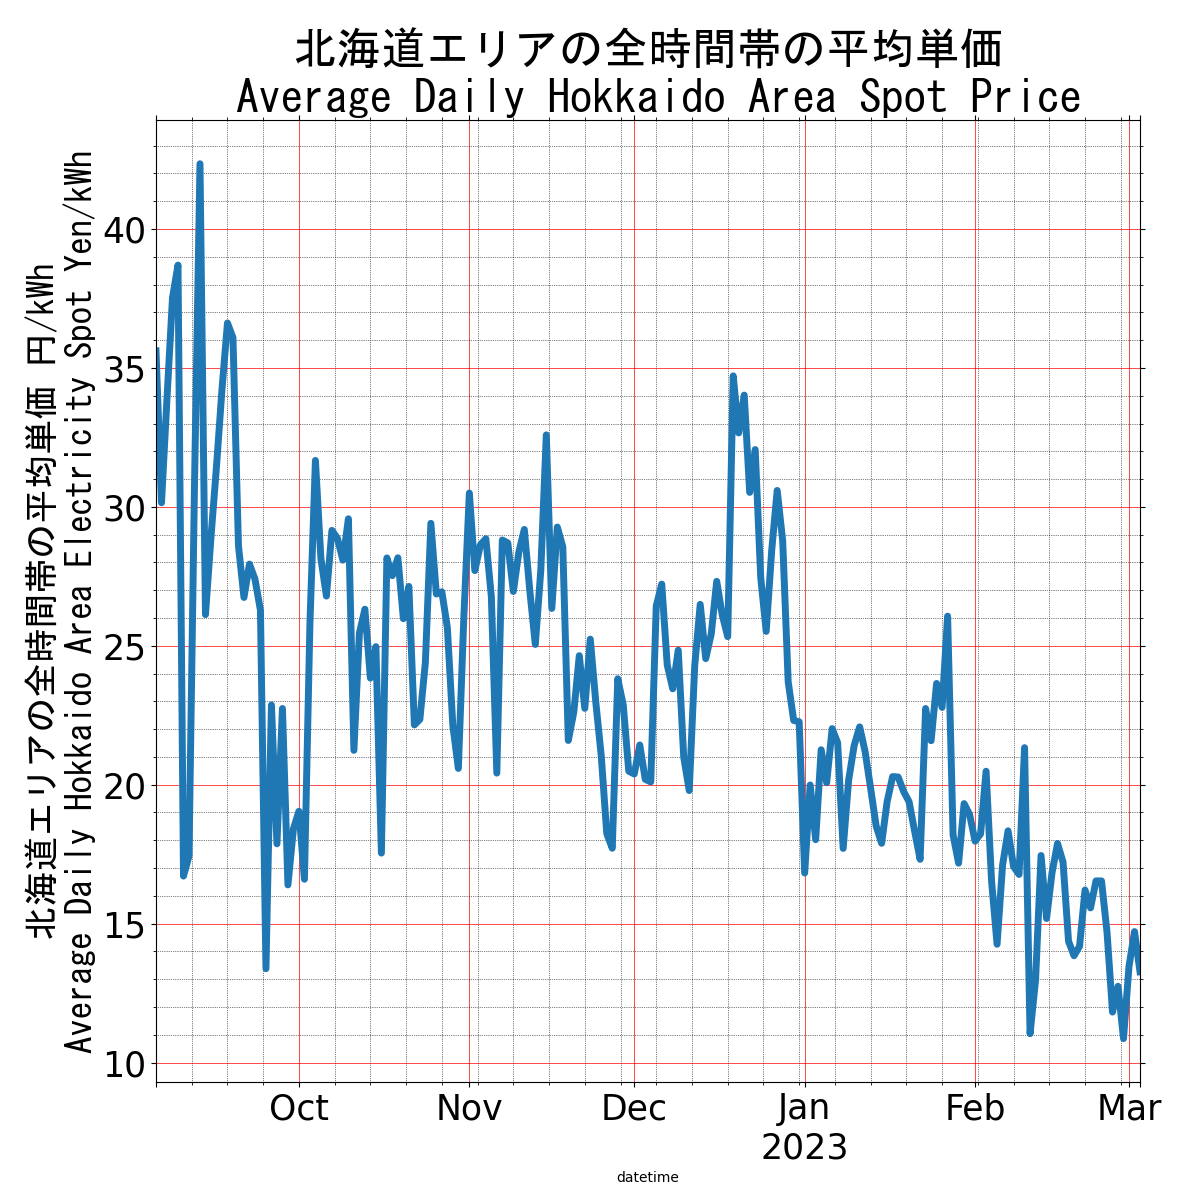 北海道エリアの全時間帯の平均単価
Average Daily Hokkaido Area Spot Price
北海道エリアの全時間帯の平均単価 円/kWh
Average Daily Hokkaido Area Electricity Spot Yen/kWh
40
35
30
25
20
15
10
Oct Nov Dec Jan Feb Mar
2023
datetime